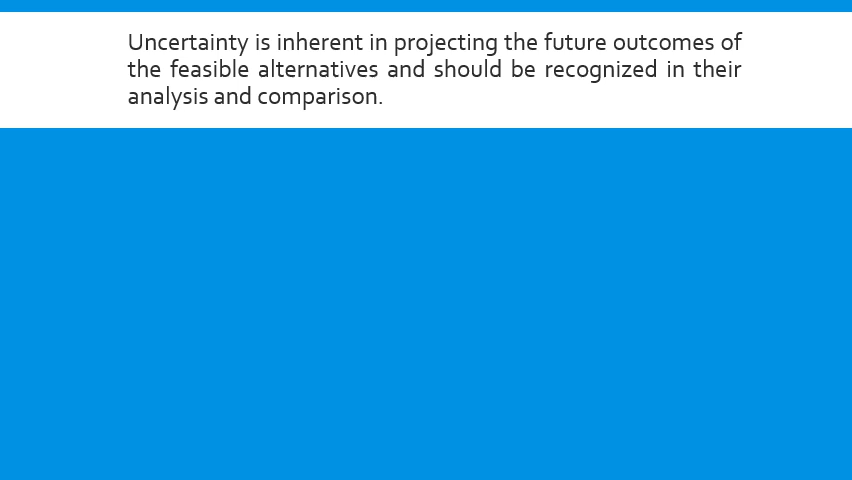 Uncertainty is inherent in projecting the future outcomes of
the feasible alternatives and should be recognized in their
analysis and comparison.